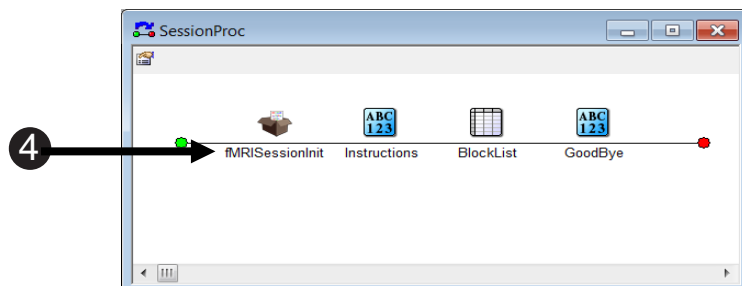 SessionProc
ABC
123
ABC
123
4
fMRISessionInit Instructions BlockList GoodBye